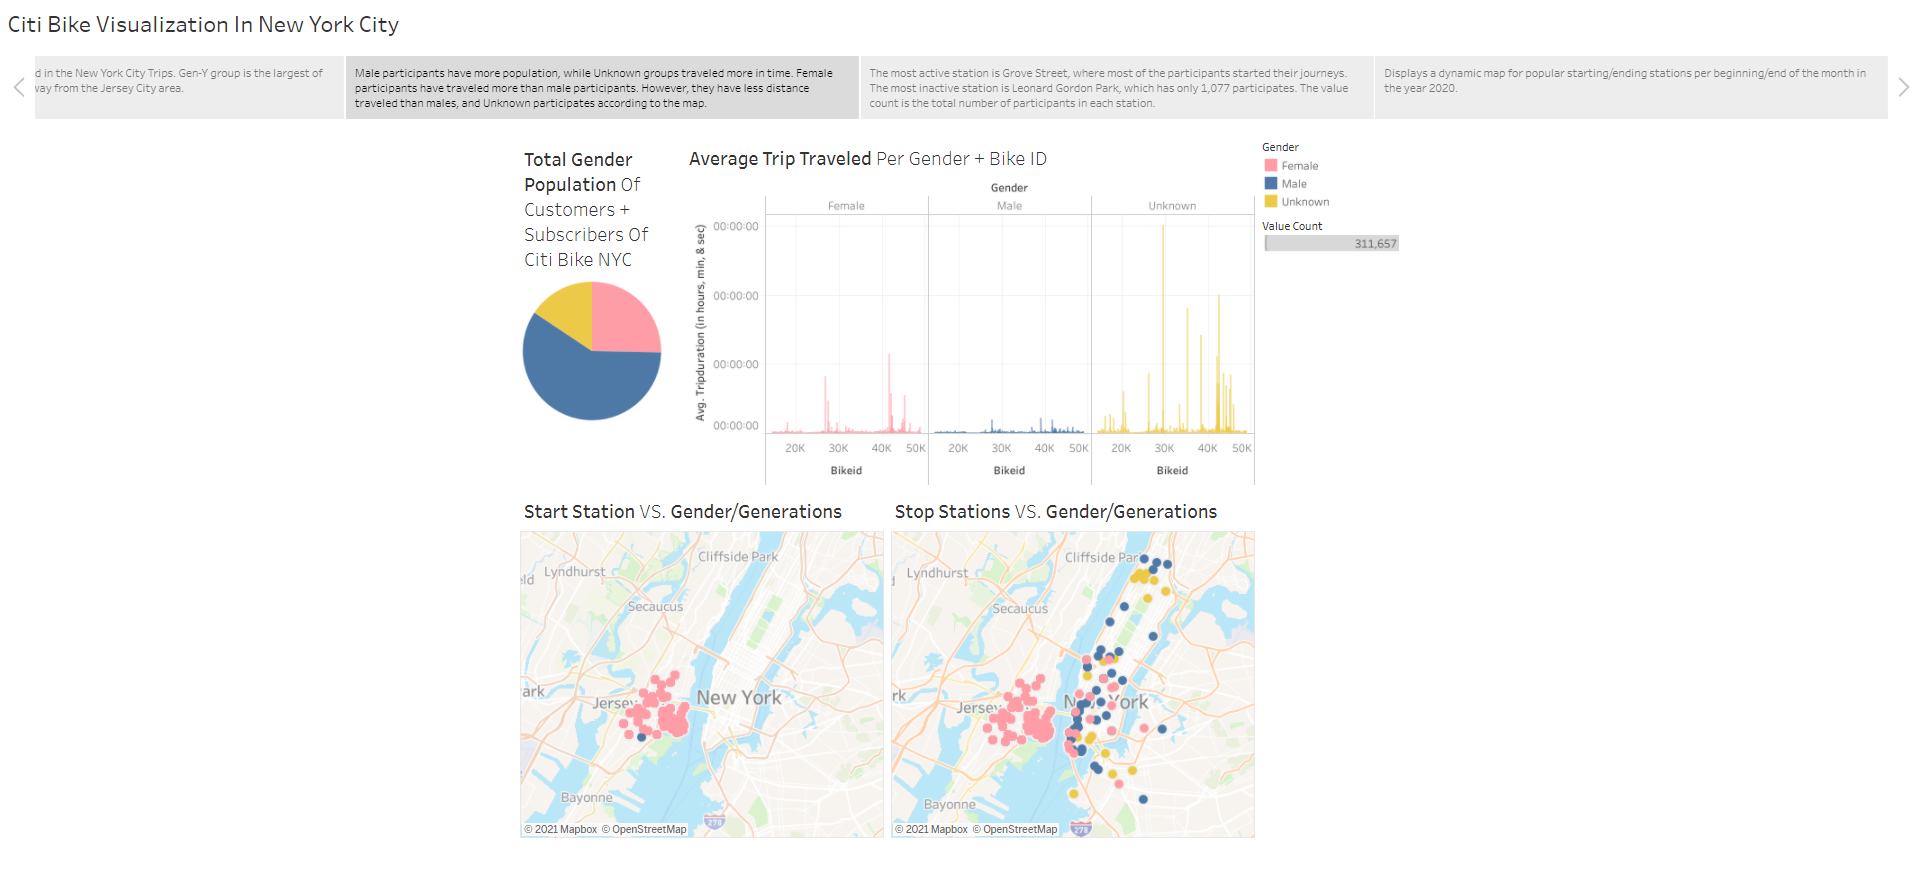 Citi Bike Visualization In New York City
d in the New York City Trips. Gen-Y group is the largest of
way from the Jersey City area.
Male participants have more population, while Unknown groups traveled more in time. Female
participants have traveled more than male participants. However, they have less distance
traveled than males, and Unknown participates according to the map.
The most active station is Grove Street, where most of the participants started their journeys.
The most inactive station is Leonard Gordon Park, which has only 1,077 participates. The value
count is the total number of participants in each station.
Displays a dynamic map for popular starting/ending stations per beginning/end of the month in
the year 2020.
Total Gender
Population Of
Customers +
Subscribers Of
Citi Bike NYC
Average Trip Traveled Per Gender + Bike ID
Gender
Female Male Unknown
Avg. Tripduration (in hours, min, & sec)
00:00:00
00:00:00
00:00:00
00:00:00
20K 30K 40K 50K 20K 30K 40K 50K 20K 30K 40K 50K
Bikeid Bikeid Bikeid
Gender
Female
Male
Unknown
Value Count
311,657
Start Station VS. Gender/Generations
Cliffside Park
ld Lyndhurst
Secaucus
ark
Jersey
New York
Bayonne
278
© 2021 Mapbox © OpenStreetMap
Stop Stations VS. Gender/Generations
Cliffside Par
Lyndhurst
Secaucus
rk
Jersey
N York
Bayonne
278
© 2021 Mapbox © OpenStreetMap